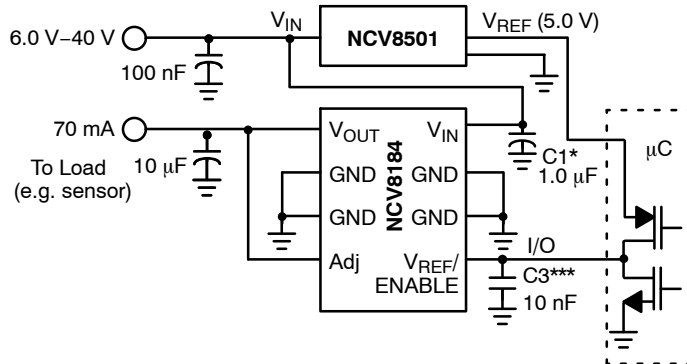 6.0 V–40 V
V_IN
NCV8501
V_REF (5.0 V)
100 nF
70 mA
To Load
(e.g. sensor)
10 μF
V_OUT
V_IN
GND
GND
GND
GND
NCV8184
Adj
V_REF/
ENABLE
C1*
1.0 μF
μC
I/O
C3***
10 nF